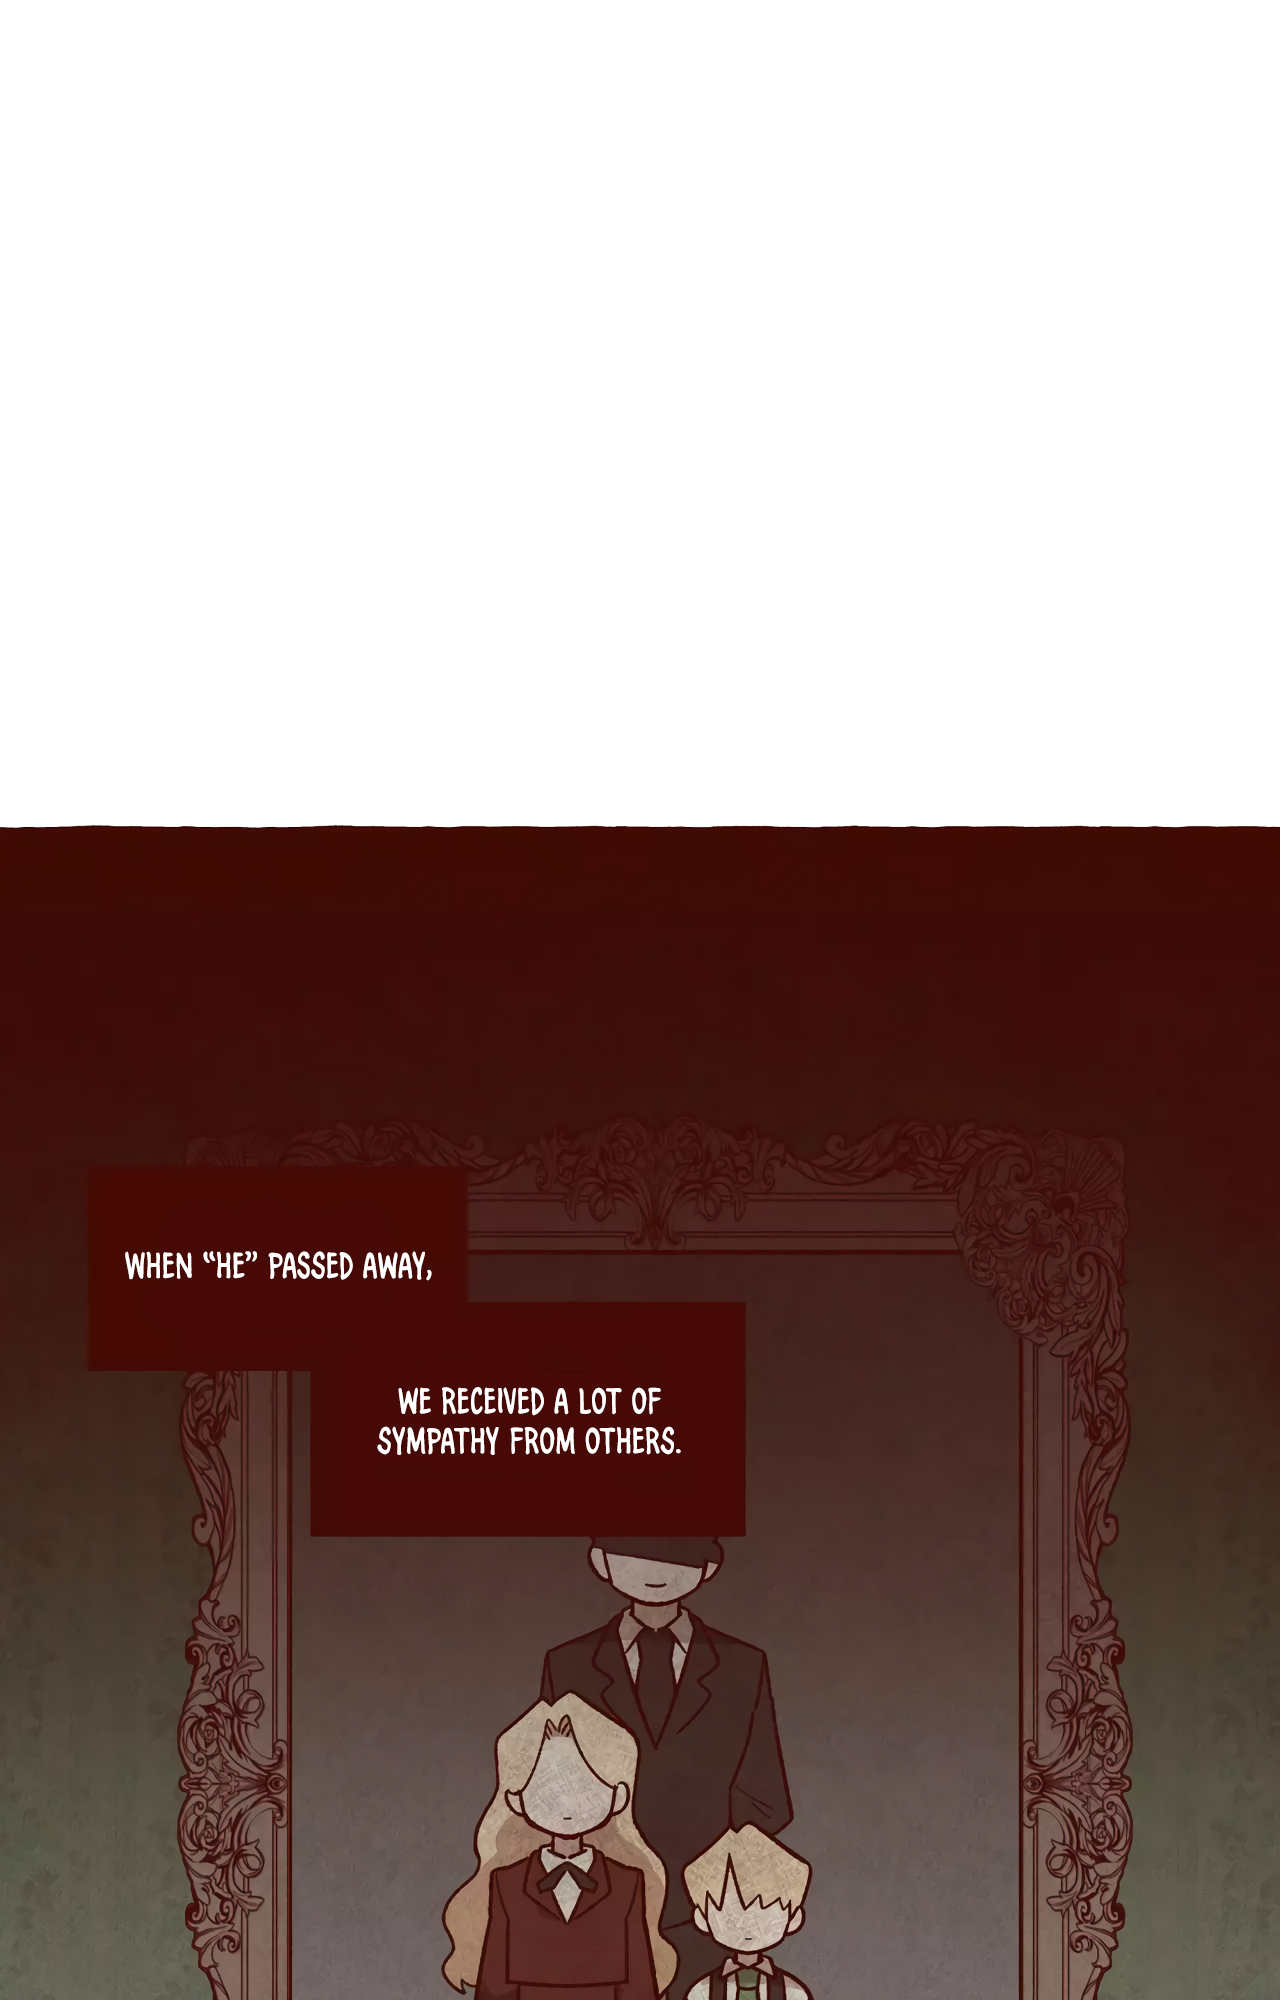 WHEN “HE” PASSED AWAY,
WE RECEIVED A LOT OF
SYMPATHY FROM OTHERS.